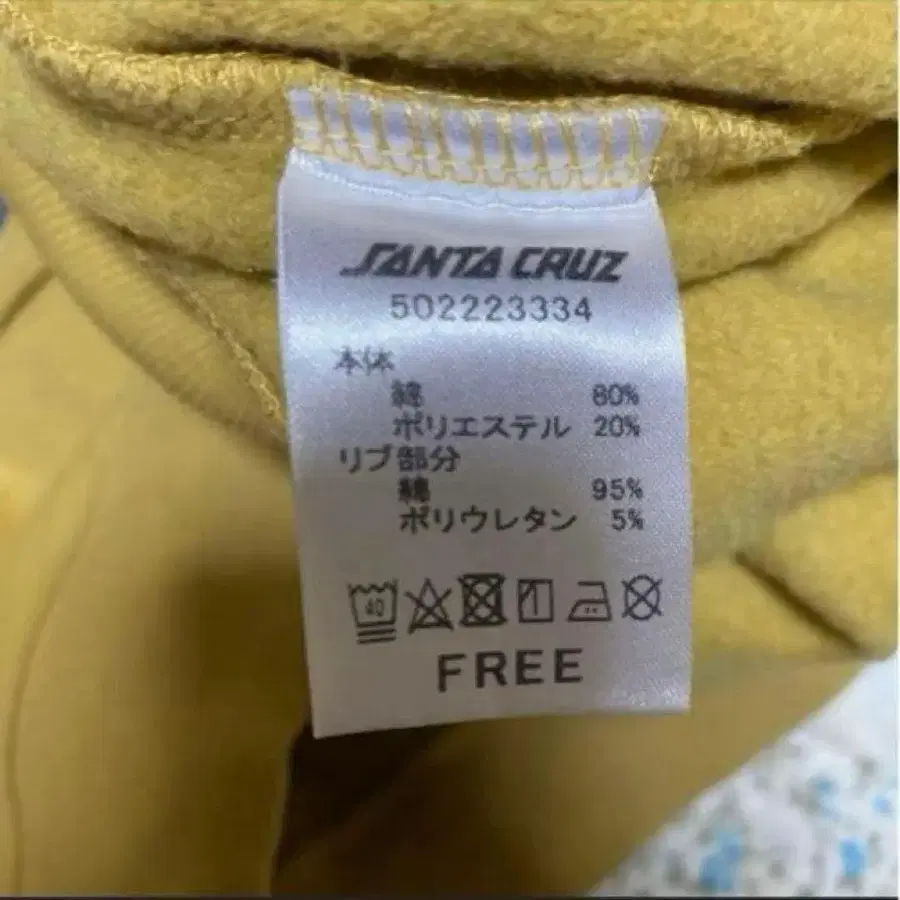 SANTA CRUZ
502223334
本体
綿 80%
ポリエステル 20%
リブ部分
綿 95%
ポリウレタン 5%
40
FREE